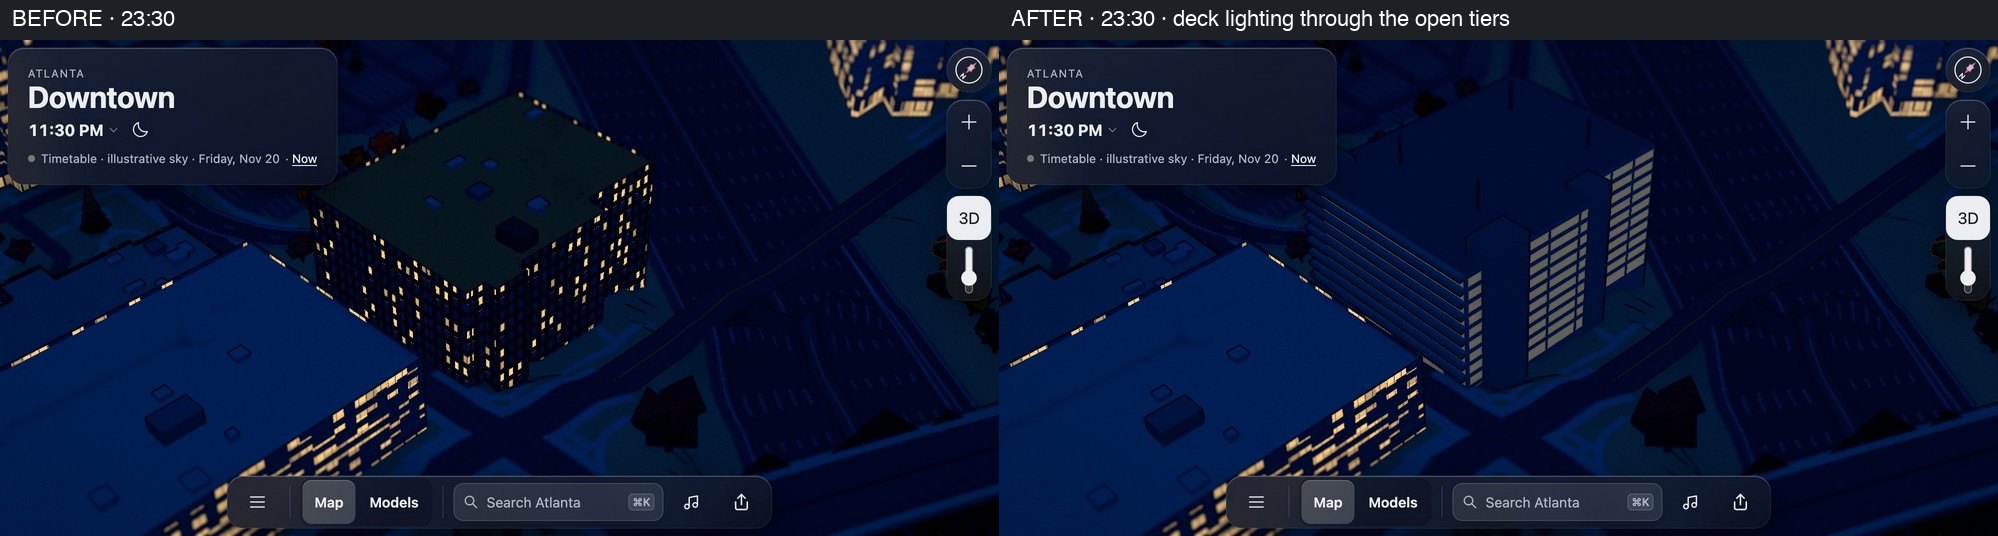 BEFORE · 23:30
ATLANTA
Downtown
11:30 PM
Timetable · illustrative sky · Friday, Nov 20 · Now
N
+
−
3D
Map Models Search Atlanta ⌘K
AFTER · 23:30 · deck lighting through the open tiers
ATLANTA
Downtown
11:30 PM
Timetable · illustrative sky · Friday, Nov 20 · Now
N
+
−
3D
Map Models Search Atlanta ⌘K